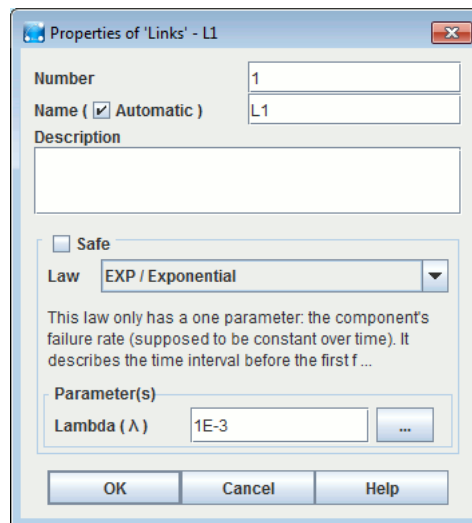 Properties of 'Links' - L1
Number 1
Name ( Automatic ) L1
Description
Safe
Law EXP / Exponential
This law only has a one parameter: the component's
failure rate (supposed to be constant over time). It
describes the time interval before the first f ...
Parameter(s)
Lambda ( λ ) 1E-3 ...
OK Cancel Help